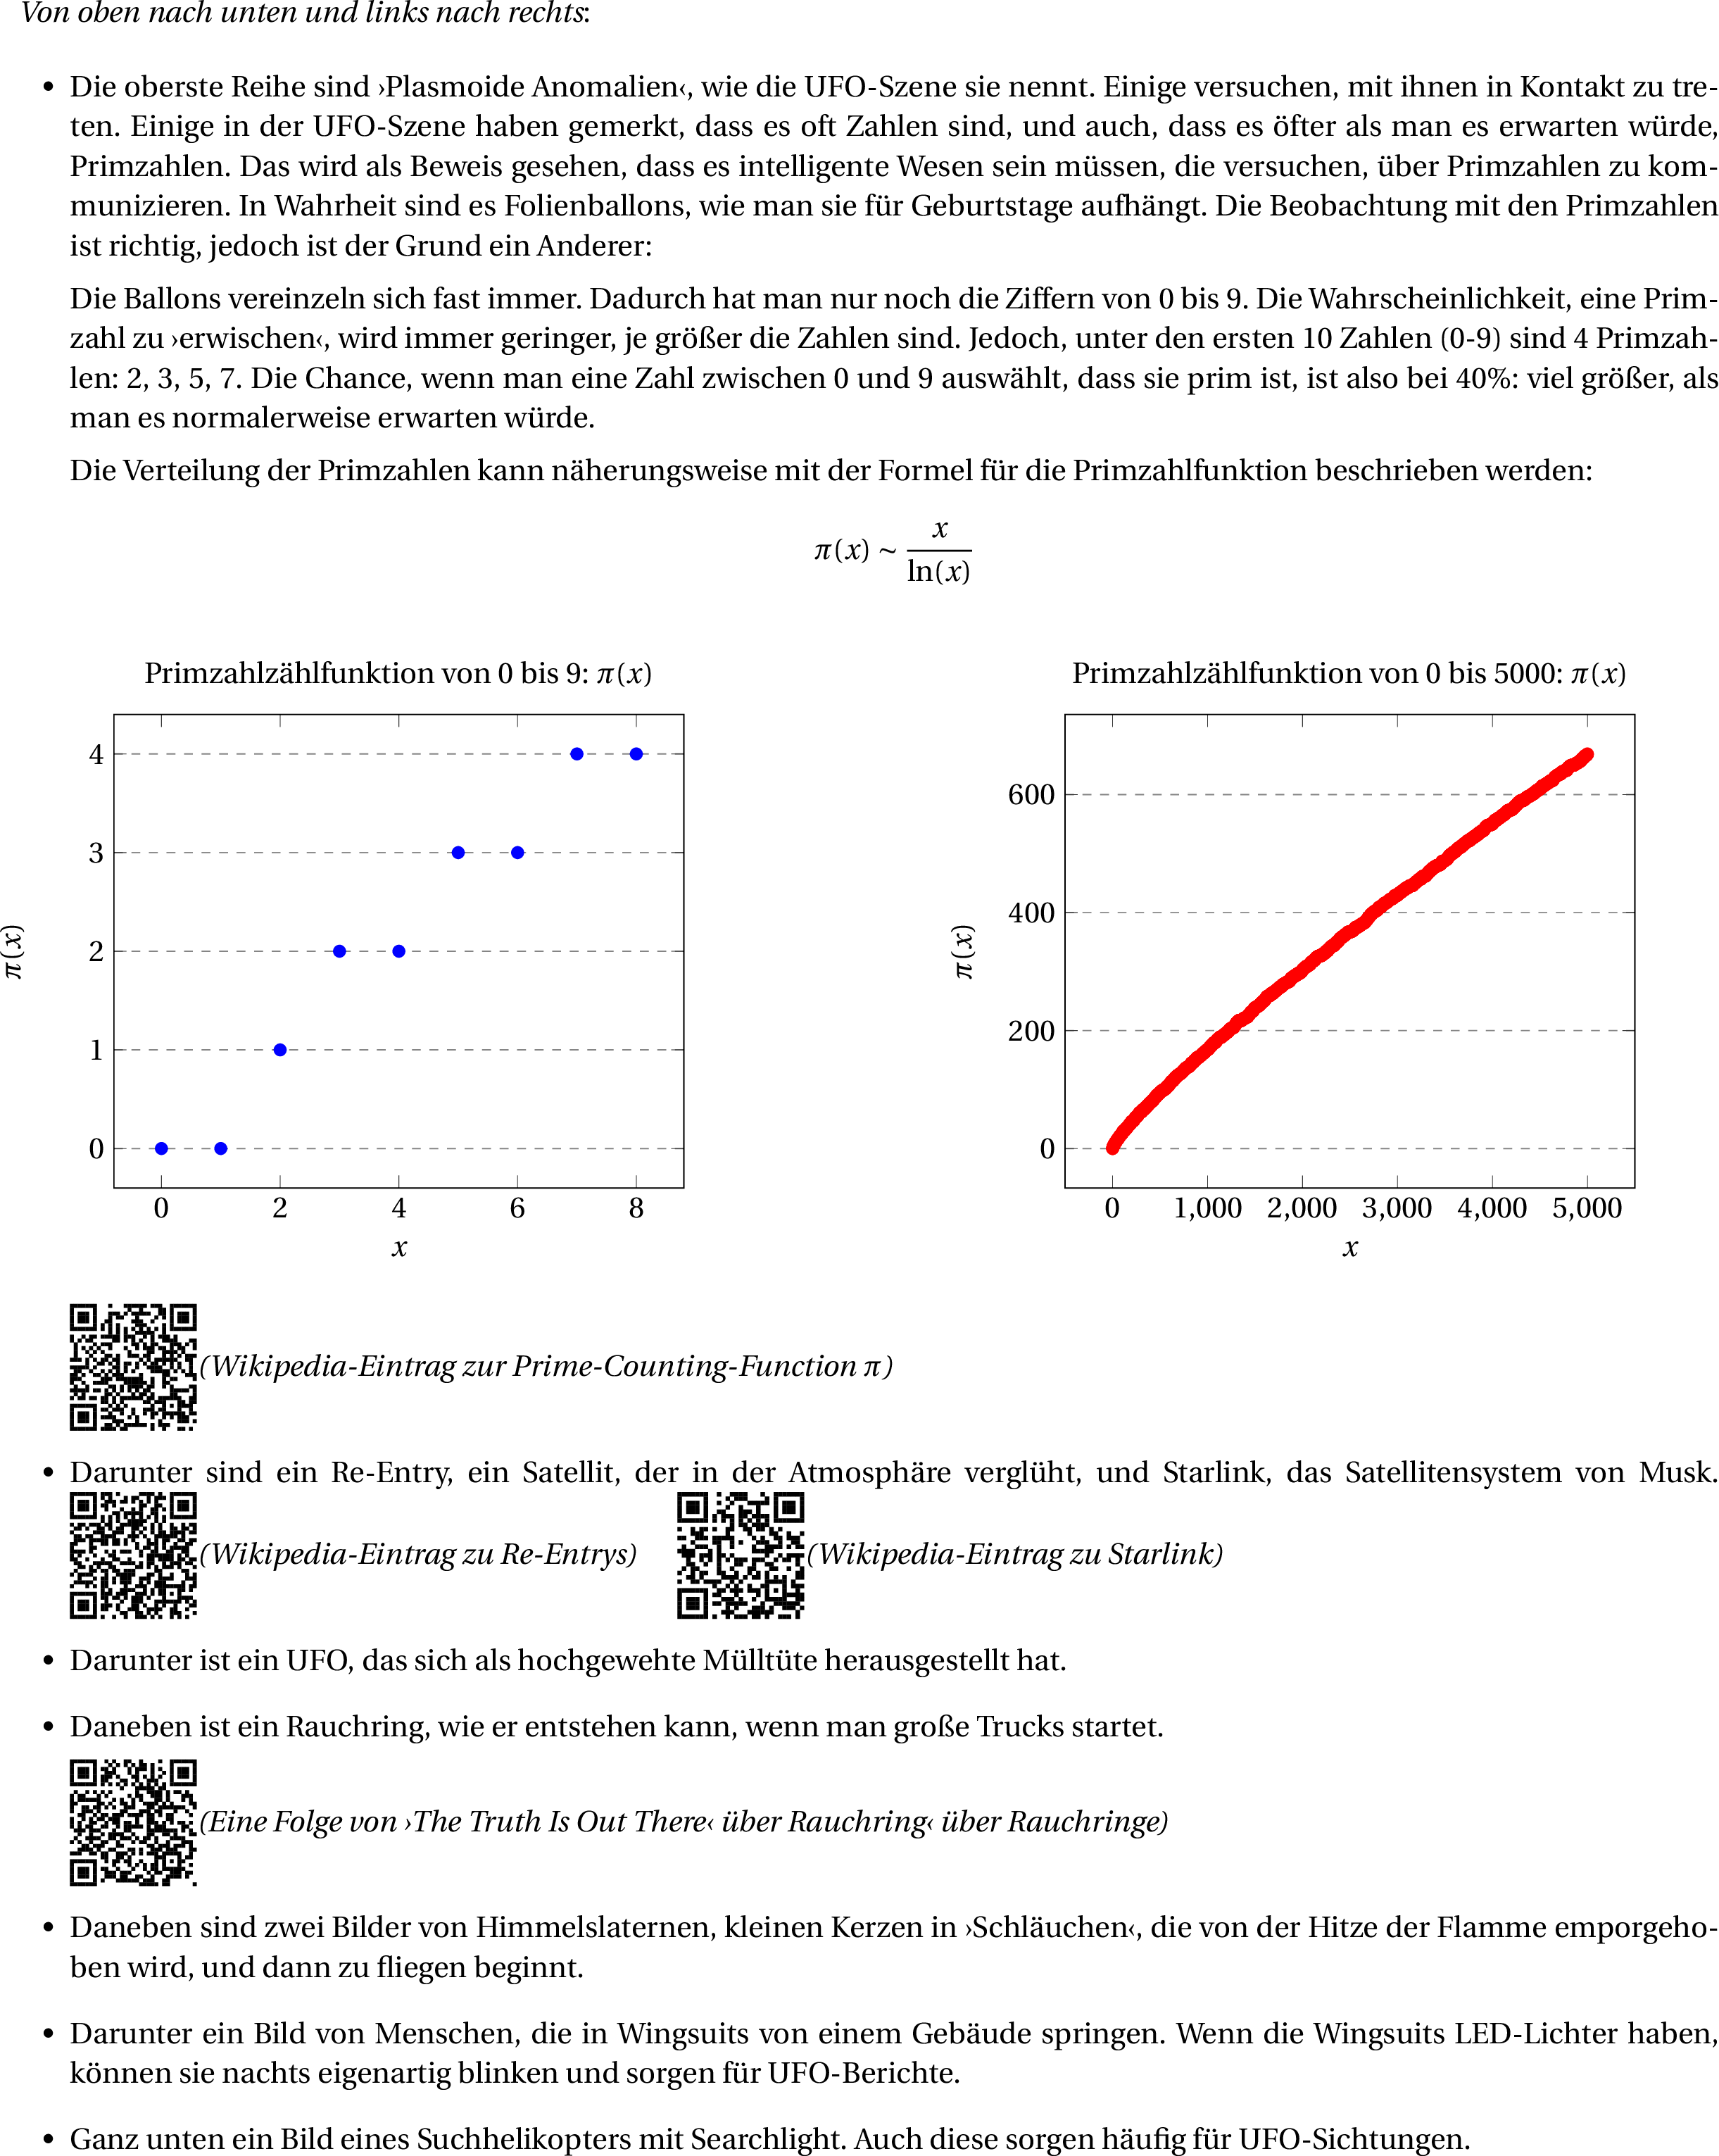 Von oben nach unten und links nach rechts:
• Die oberste Reihe sind ›Plasmoide Anomalien‹, wie die UFO-Szene sie nennt. Einige versuchen, mit ihnen in Kontakt zu tre-
ten. Einige in der UFO-Szene haben gemerkt, dass es oft Zahlen sind, und auch, dass es öfter als man es erwarten würde,
Primzahlen. Das wird als Beweis gesehen, dass es intelligente Wesen sein müssen, die versuchen, über Primzahlen zu kom-
munizieren. In Wahrheit sind es Folienballons, wie man sie für Geburtstage aufhängt. Die Beobachtung mit den Primzahlen
ist richtig, jedoch ist der Grund ein Anderer:
Die Ballons vereinzeln sich fast immer. Dadurch hat man nur noch die Ziffern von 0 bis 9. Die Wahrscheinlichkeit, eine Prim-
zahl zu ›erwischen‹, wird immer geringer, je größer die Zahlen sind. Jedoch, unter den ersten 10 Zahlen (0-9) sind 4 Primzah-
len: 2, 3, 5, 7. Die Chance, wenn man eine Zahl zwischen 0 und 9 auswählt, dass sie prim ist, ist also bei 40%: viel größer, als
man es normalerweise erwarten würde.
Die Verteilung der Primzahlen kann näherungsweise mit der Formel für die Primzahlfunktion beschrieben werden:
π(x) ~ x / ln(x)
Primzahlzählfunktion von 0 bis 9: π(x)
4
3
2
1
0
π(x)
0 2 4 6 8
x
Primzahlzählfunktion von 0 bis 5000: π(x)
600
400
200
0
π(x)
0 1,000 2,000 3,000 4,000 5,000
x
(Wikipedia-Eintrag zur Prime-Counting-Function π)
• Darunter sind ein Re-Entry, ein Satellit, der in der Atmosphäre verglüht, und Starlink, das Satellitensystem von Musk.
(Wikipedia-Eintrag zu Re-Entrys) (Wikipedia-Eintrag zu Starlink)
• Darunter ist ein UFO, das sich als hochgewehte Mülltüte herausgestellt hat.
• Daneben ist ein Rauchring, wie er entstehen kann, wenn man große Trucks startet.
(Eine Folge von ›The Truth Is Out There‹ über Rauchring‹ über Rauchringe)
• Daneben sind zwei Bilder von Himmelslaternen, kleinen Kerzen in ›Schläuchen‹, die von der Hitze der Flamme emporgeho-
ben wird, und dann zu fliegen beginnt.
• Darunter ein Bild von Menschen, die in Wingsuits von einem Gebäude springen. Wenn die Wingsuits LED-Lichter haben,
können sie nachts eigenartig blinken und sorgen für UFO-Berichte.
• Ganz unten ein Bild eines Suchhelikopters mit Searchlight. Auch diese sorgen häufig für UFO-Sichtungen.